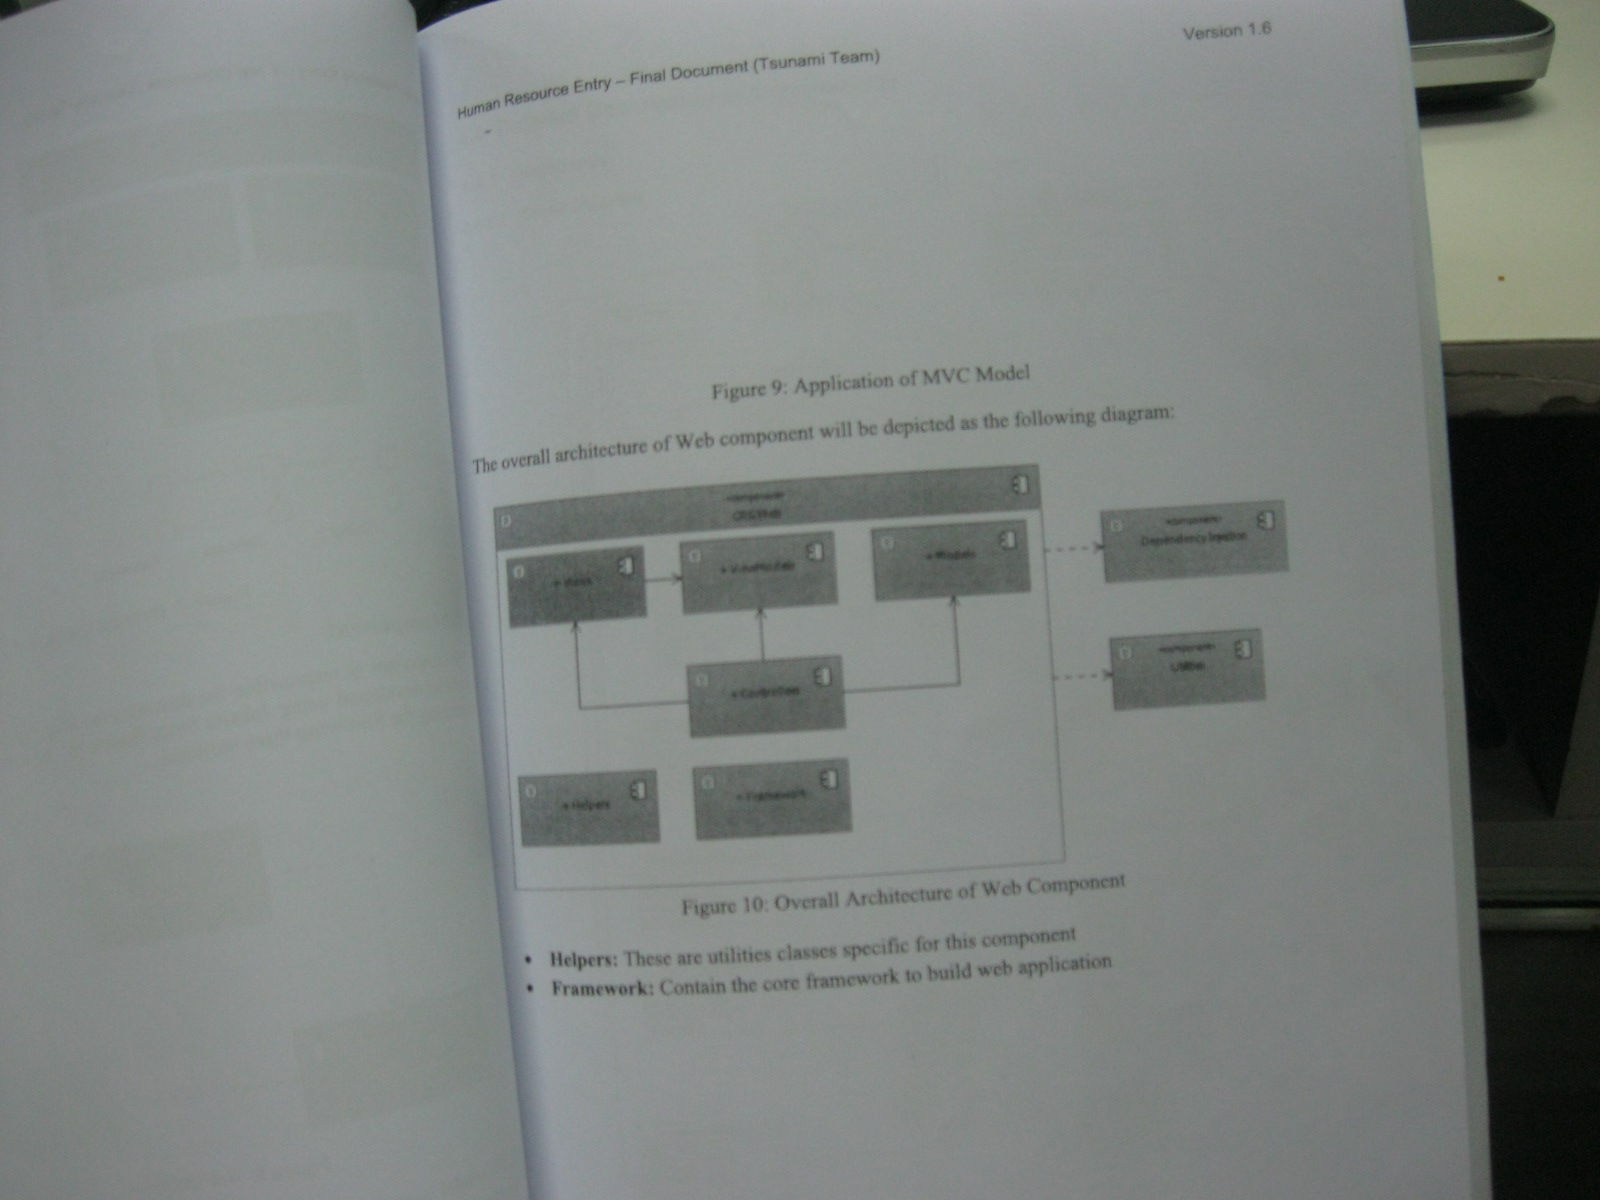 Version 1.6
Human Resource Entry – Final Document (Tsunami Team)
Figure 9: Application of MVC Model
The overall architecture of Web component will be depicted as the following diagram:
«component»
«component»
Dependency Injection
+ Views
+ ViewModels
+ Models
«component»
Utilities
+ Controllers
+ Helpers
+ Framework
Figure 10: Overall Architecture of Web Component
• Helpers: These are utilities classes specific for this component
• Framework: Contain the core framework to build web application